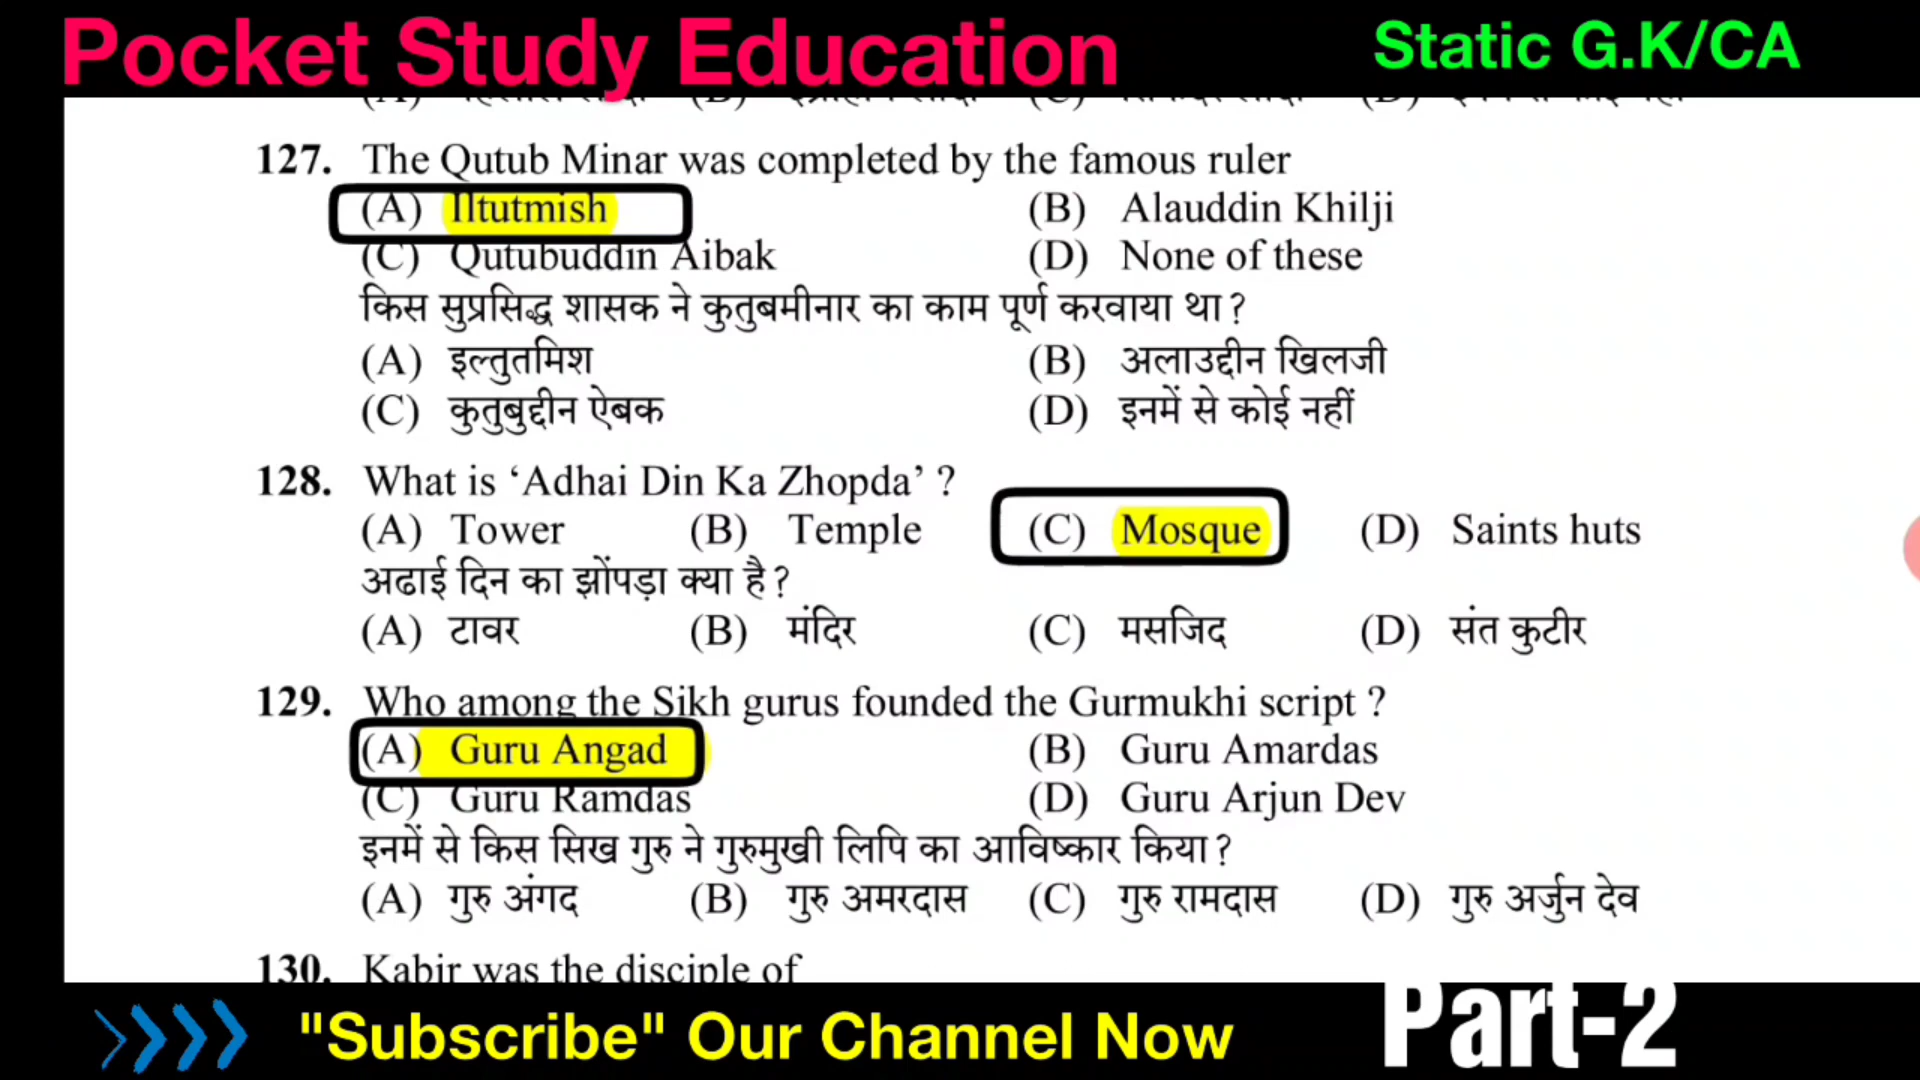 Pocket Study Education
Static G.K/CA
127. The Qutub Minar was completed by the famous ruler
(A) Iltutmish (B) Alauddin Khilji
(C) Qutubuddin Aibak (D) None of these
किस सुप्रसिद्ध शासक ने कुतुबमीनार का काम पूर्ण करवाया था ?
(A) इल्तुतमिश (B) अलाउद्दीन खिलजी
(C) कुतुबुद्दीन ऐबक (D) इनमें से कोई नहीं
128. What is ‘Adhai Din Ka Zhopda’ ?
(A) Tower (B) Temple (C) Mosque (D) Saints huts
अढाई दिन का झोंपड़ा क्या है ?
(A) टावर (B) मंदिर (C) मसजिद (D) संत कुटीर
129. Who among the Sikh gurus founded the Gurmukhi script ?
(A) Guru Angad (B) Guru Amardas
(C) Guru Ramdas (D) Guru Arjun Dev
इनमें से किस सिख गुरु ने गुरुमुखी लिपि का आविष्कार किया ?
(A) गुरु अंगद (B) गुरु अमरदास (C) गुरु रामदास (D) गुरु अर्जुन देव
130. Kabir was the disciple of
"Subscribe" Our Channel Now
Part-2